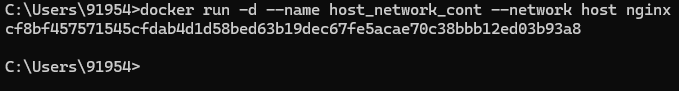 C:\Users\91954>docker run -d --name host_network_cont --network host nginx
cf8bf457571545cfdab4d1d58bed63b19dec67fe5acae70c38bbb12ed03b93a8
C:\Users\91954>